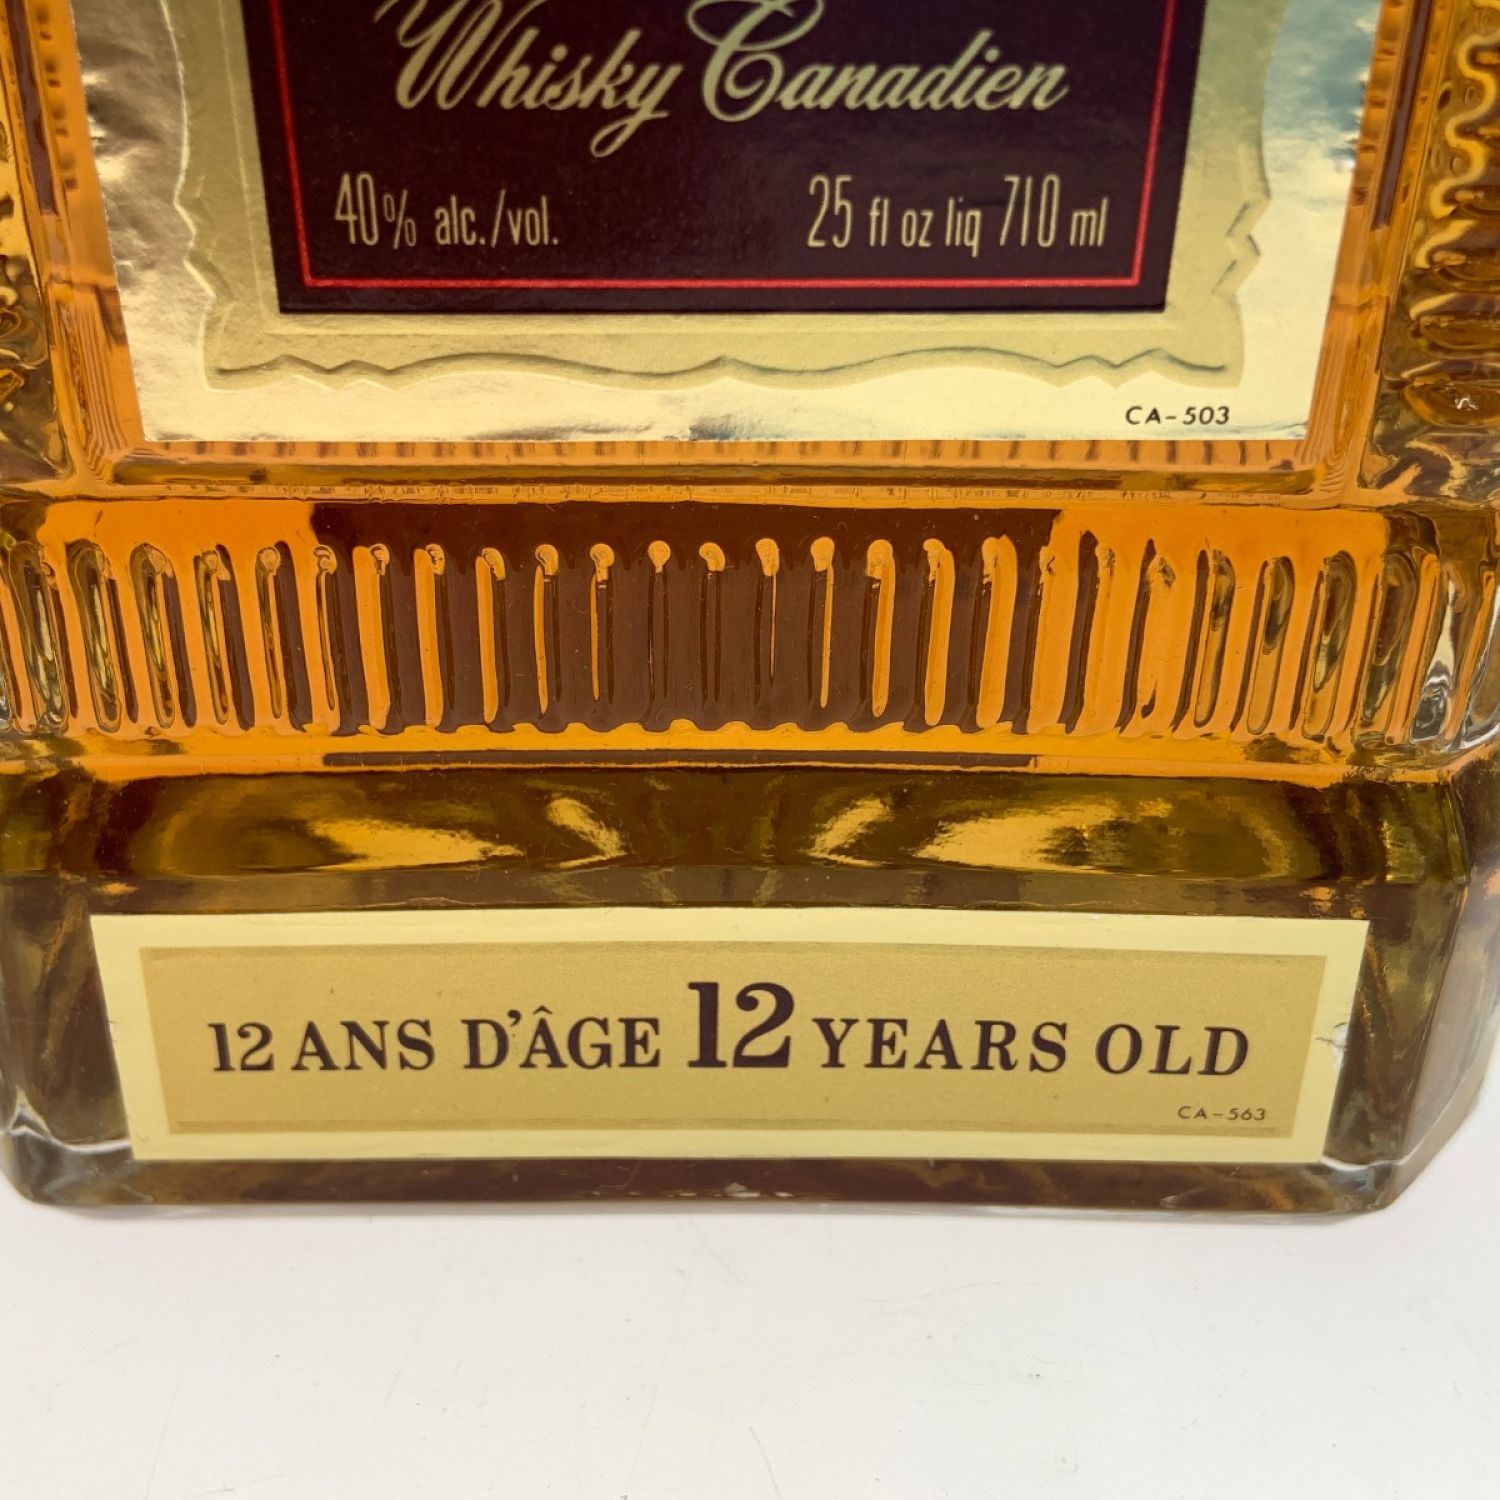 Whisky Canadien
40% alc./vol. 25 fl oz liq 710 ml
CA-503
12 ANS D'ÂGE 12 YEARS OLD
CA-563